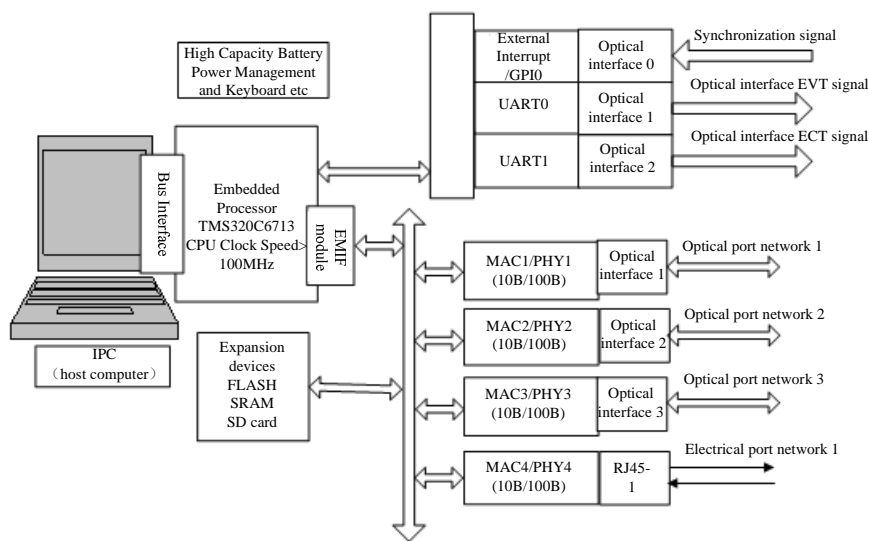 High Capacity Battery
Power Management
and Keyboard etc
External
Interrupt
/GPI0
Optical
interface 0
Synchronization signal
UART0
Optical
interface 1
Optical interface EVT signal
UART1
Optical
interface 2
Optical interface ECT signal
Bus Interface
Embedded
Processor
TMS320C6713
CPU Clock Speed>
100MHz
EMIF
module
MAC1/PHY1
(10B/100B)
Optical
interface 1
Optical port network 1
MAC2/PHY2
(10B/100B)
Optical
interface 2
Optical port network 2
IPC
（host computer）
Expansion
devices
FLASH
SRAM
SD card
MAC3/PHY3
(10B/100B)
Optical
interface 3
Optical port network 3
MAC4/PHY4
(10B/100B)
RJ45-
1
Electrical port network 1